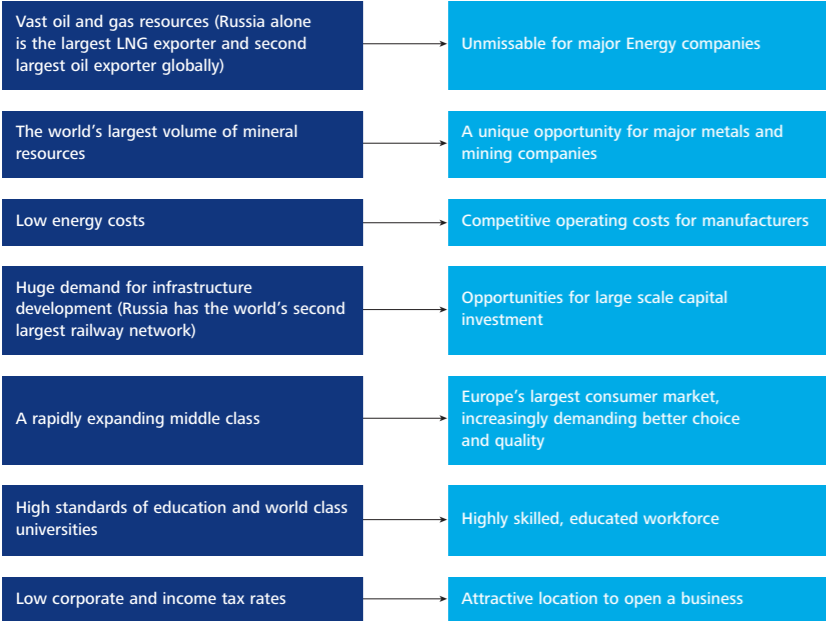 Vast oil and gas resources (Russia alone
is the largest LNG exporter and second
largest oil exporter globally)
Unmissable for major Energy companies
The world's largest volume of mineral
resources
A unique opportunity for major metals and
mining companies
Low energy costs
Competitive operating costs for manufacturers
Huge demand for infrastructure
development (Russia has the world's second
largest railway network)
Opportunities for large scale capital
investment
A rapidly expanding middle class
Europe's largest consumer market,
increasingly demanding better choice
and quality
High standards of education and world class
universities
Highly skilled, educated workforce
Low corporate and income tax rates
Attractive location to open a business